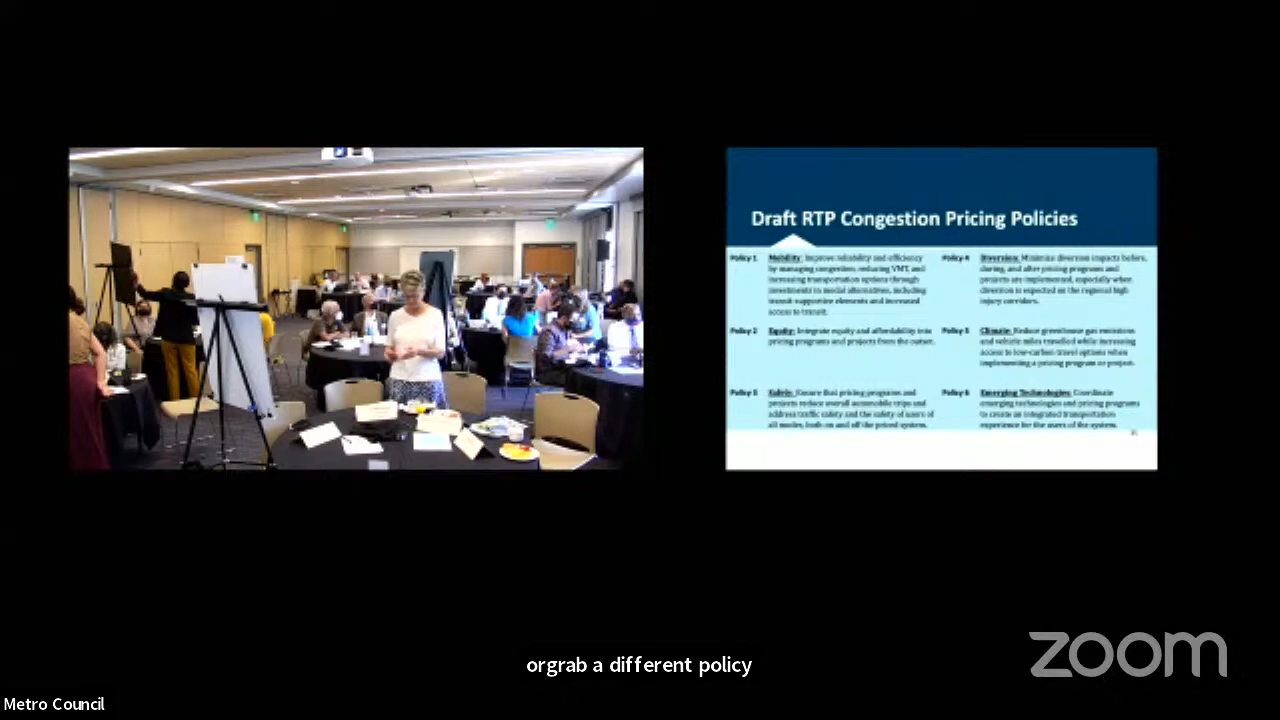 Draft RTP Congestion Pricing Policies
Policy 1
Mobility: Improve reliability and efficiency
by managing congestion, reducing VMT, and
increasing transportation options through
investments in modal alternatives, including
transit-supportive elements and increased
access to transit.
Policy 2
Equity: Integrate equity and affordability into
pricing programs and projects from the outset.
Policy 3
Safety: Ensure that pricing programs and
projects reduce overall automobile trips and
address traffic safety and the safety of users of
all modes, both on and off the priced system.
Policy 4
Diversion: Minimize diversion impacts before,
during, and after pricing programs and
projects are implemented, especially when
diversion is expected on the regional high
injury corridors.
Policy 5
Climate: Reduce greenhouse gas emissions
and vehicle miles travelled while increasing
access to low-carbon travel options when
implementing a pricing program or project.
Policy 6
Emerging Technologies: Coordinate
emerging technologies and pricing programs
to create an integrated transportation
experience for the users of the system.
orgrab a different policy
zoom
Metro Council